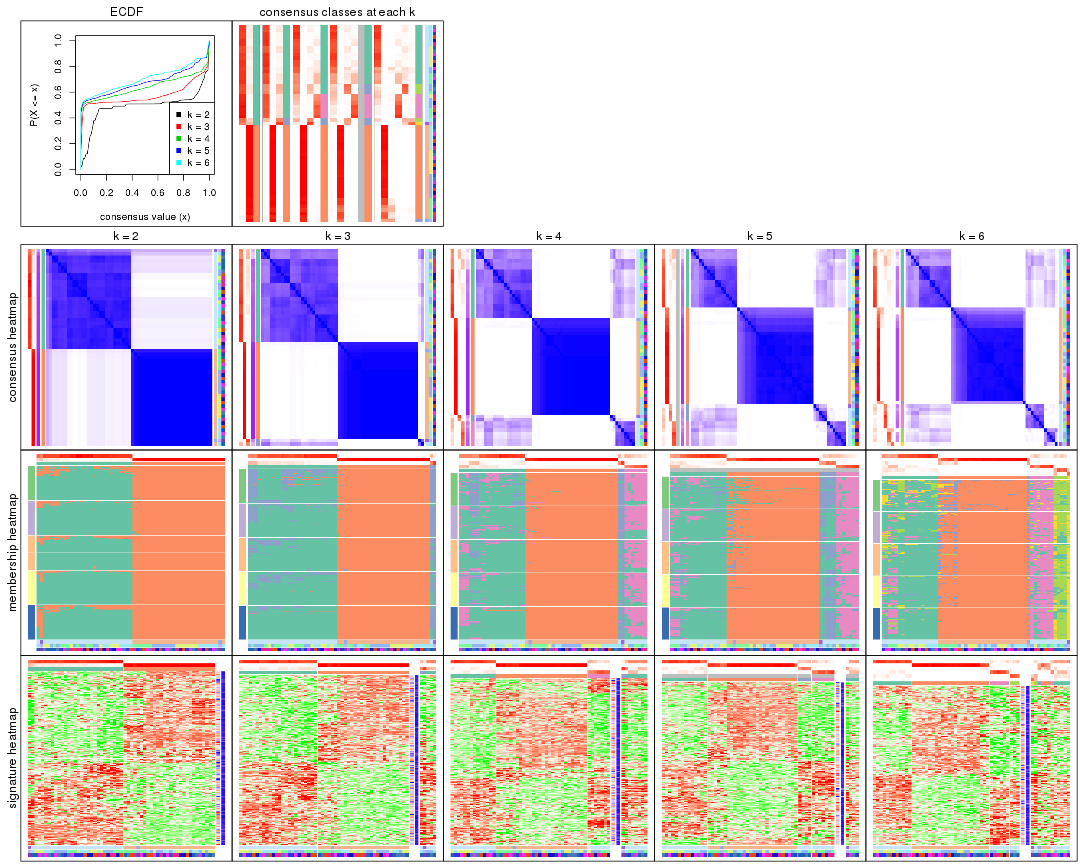 ECDF
consensus classes at each k
P(X <= x)
0.0 0.2 0.4 0.6 0.8 1.0
k = 2
k = 3
k = 4
k = 5
k = 6
0.0 0.2 0.4 0.6 0.8 1.0
consensus value (x)
k = 2
k = 3
k = 4
k = 5
k = 6
consensus heatmap
membership heatmap
signature heatmap